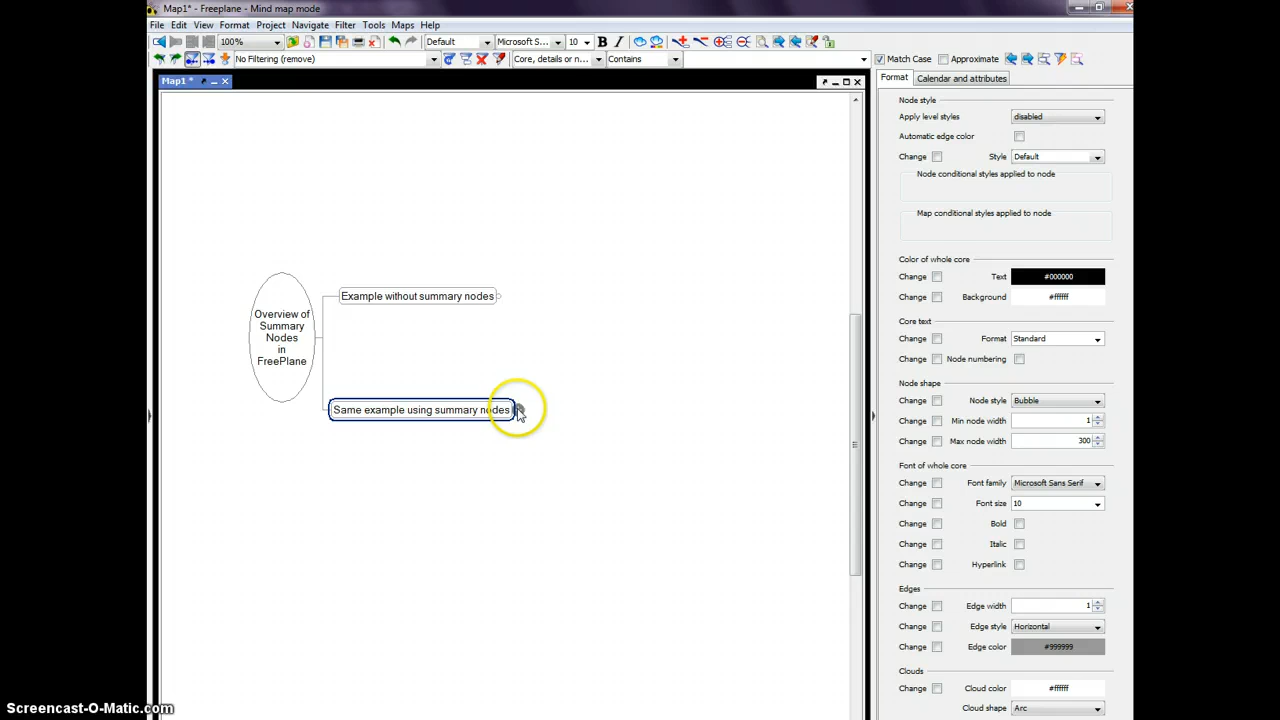 Map1* - Freeplane - Mind map mode
File Edit View Format Project Navigate Filter Tools Maps Help
100% Default Microsoft S... 10 B I
No Filtering (remove) Core, details or n... Contains Match Case Approximate
Map1 * Format Calendar and attributes
Node style
Apply level styles disabled
Automatic edge color
Change Style Default
Node conditional styles applied to node
Map conditional styles applied to node
Color of whole core
Change Text #000000
Change Background #ffffff
Core text
Change Format Standard
Change Node numbering
Node shape
Change Node style Bubble
Change Min node width 1
Change Max node width 300
Font of whole core
Change Font family Microsoft Sans Serif
Change Font size 10
Change Bold
Change Italic
Change Hyperlink
Edges
Change Edge width 1
Change Edge style Horizontal
Change Edge color #999999
Clouds
Change Cloud color #ffffff
Cloud shape Arc
Overview of
Summary
Nodes
in
FreePlane
Example without summary nodes
Same example using summary nodes
Screencast-O-Matic.com